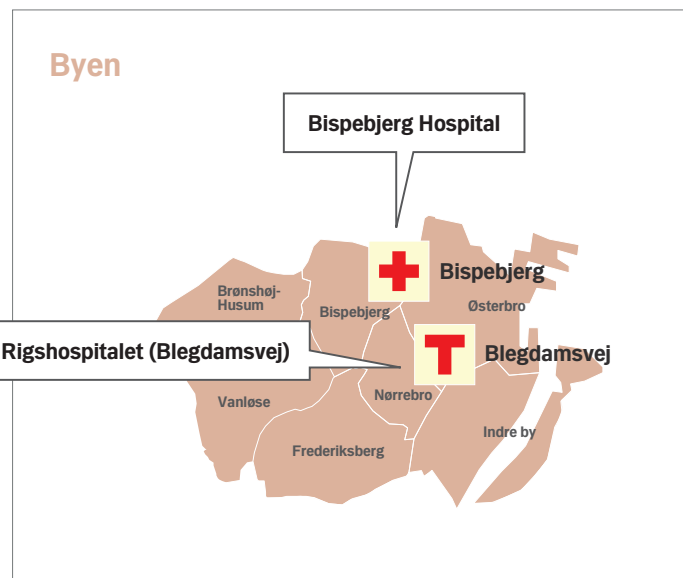 Byen
Bispebjerg Hospital
Bispebjerg
Brønshøj-
Husum
Bispebjerg
Østerbro
Rigshospitalet (Blegdamsvej)
Blegdamsvej
Vanløse
Nørrebro
Indre by
Frederiksberg